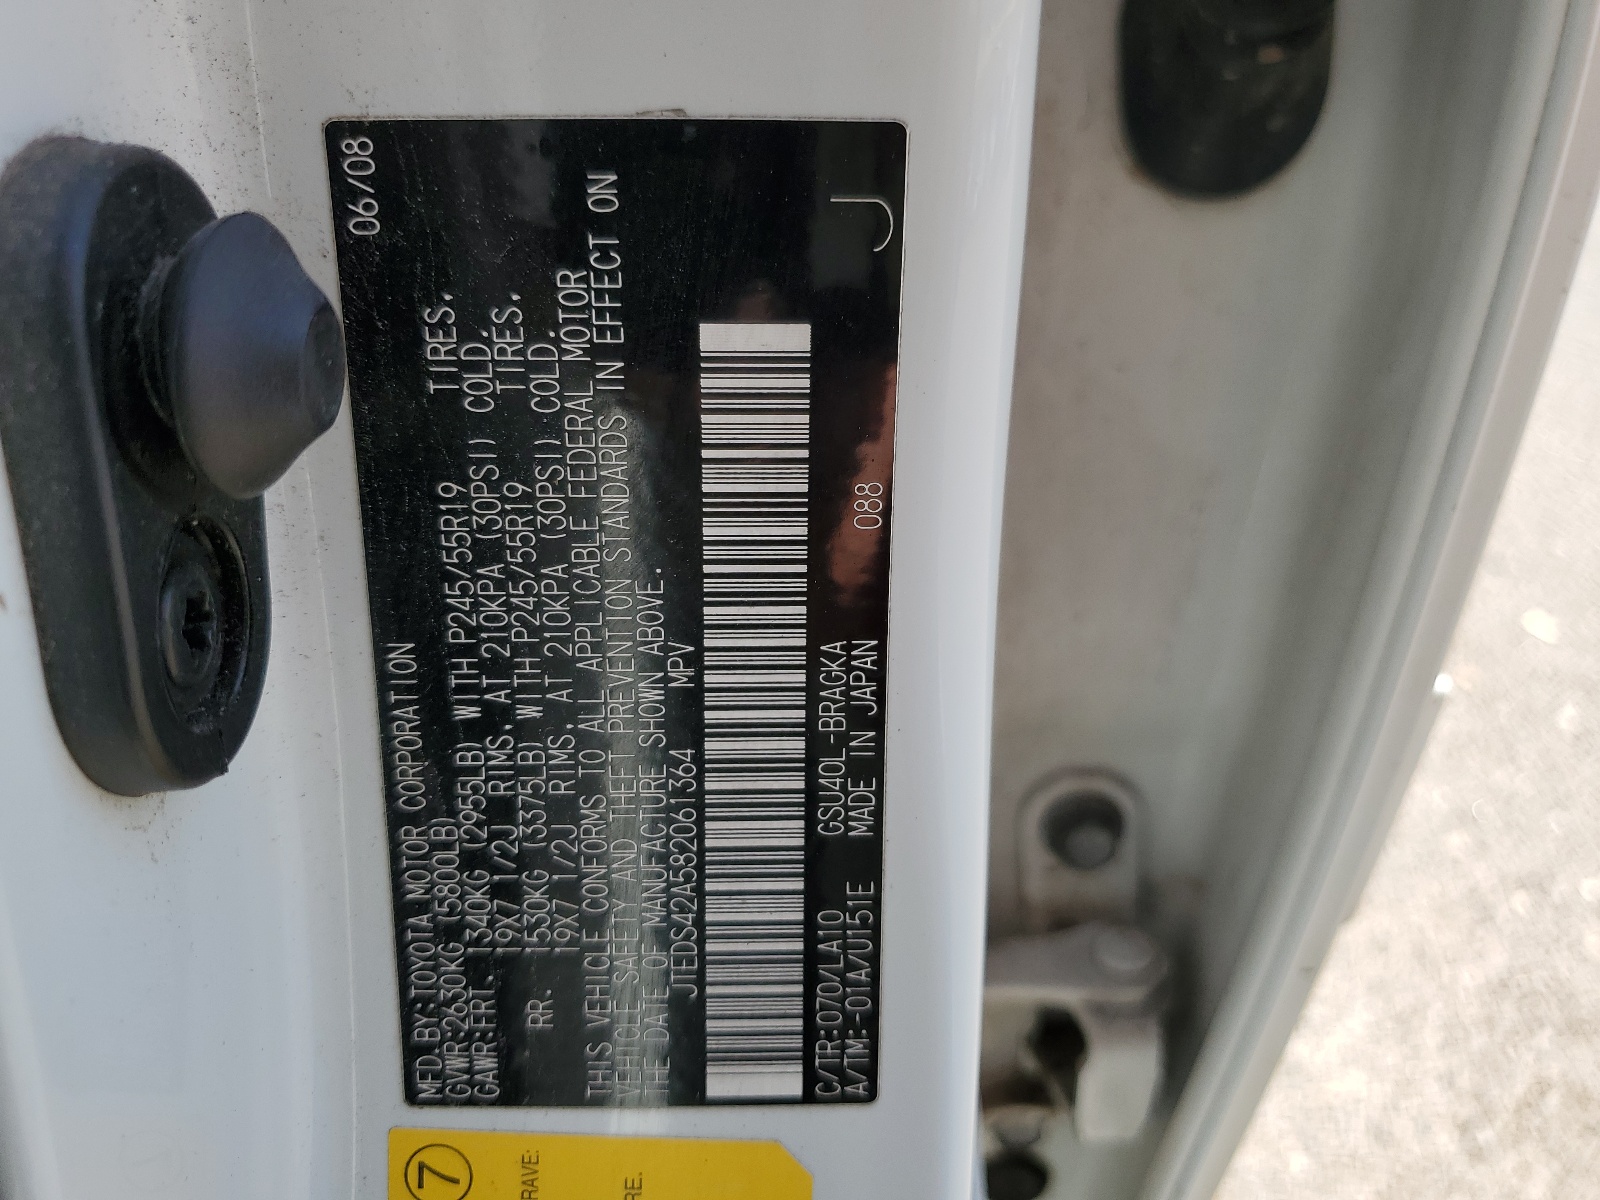 MFD. BY: TOYOTA MOTOR CORPORATION 06/08
GVWR: 2630KG (5800LB)
GAWR: FRT. 1340KG (2955LB) WITH P245/55R19 TIRES.
19X7 1/2J RIMS. AT 210KPA (30PSI) COLD.
RR. 1530KG (3375LB) WITH P245/55R19 TIRES.
19X7 1/2J RIMS. AT 210KPA (30PSI) COLD.
THIS VEHICLE CONFORMS TO ALL APPLICABLE FEDERAL MOTOR
VEHICLE SAFETY AND THEFT PREVENTION STANDARDS IN EFFECT ON
THE DATE OF MANUFACTURE SHOWN ABOVE.
JTEDS42A582061364 MPV
C/TR: 070/LA10 GSU40L-BRAGKA
A/TM: -01A/U151E MADE IN JAPAN 088 J
7
RAVE:
RE.